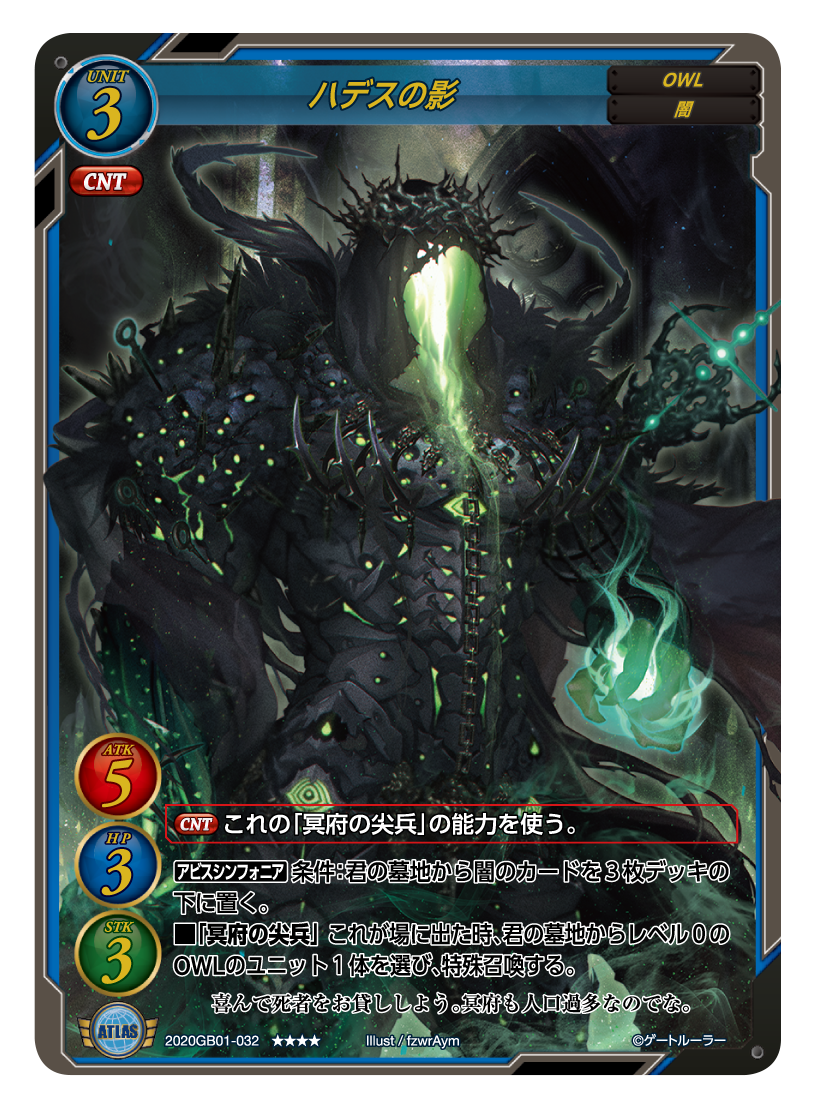 UNIT
3
ハデスの影
OWL
闇
CNT
ATK
5
HP
3
STK
3
CNT これの「冥府の尖兵」の能力を使う。
アビスシンフォニア 条件：君の墓地から闇のカードを３枚デッキの
下に置く。
■「冥府の尖兵」 これが場に出た時、君の墓地からレベル０の
OWLのユニット１体を選び、特殊召喚する。
喜んで死者をお貸ししよう。冥府も人口過多なのでな。
ATLAS
2020GB01-032 ★★★★ Illust / fzwrAym ©ゲートルーラー